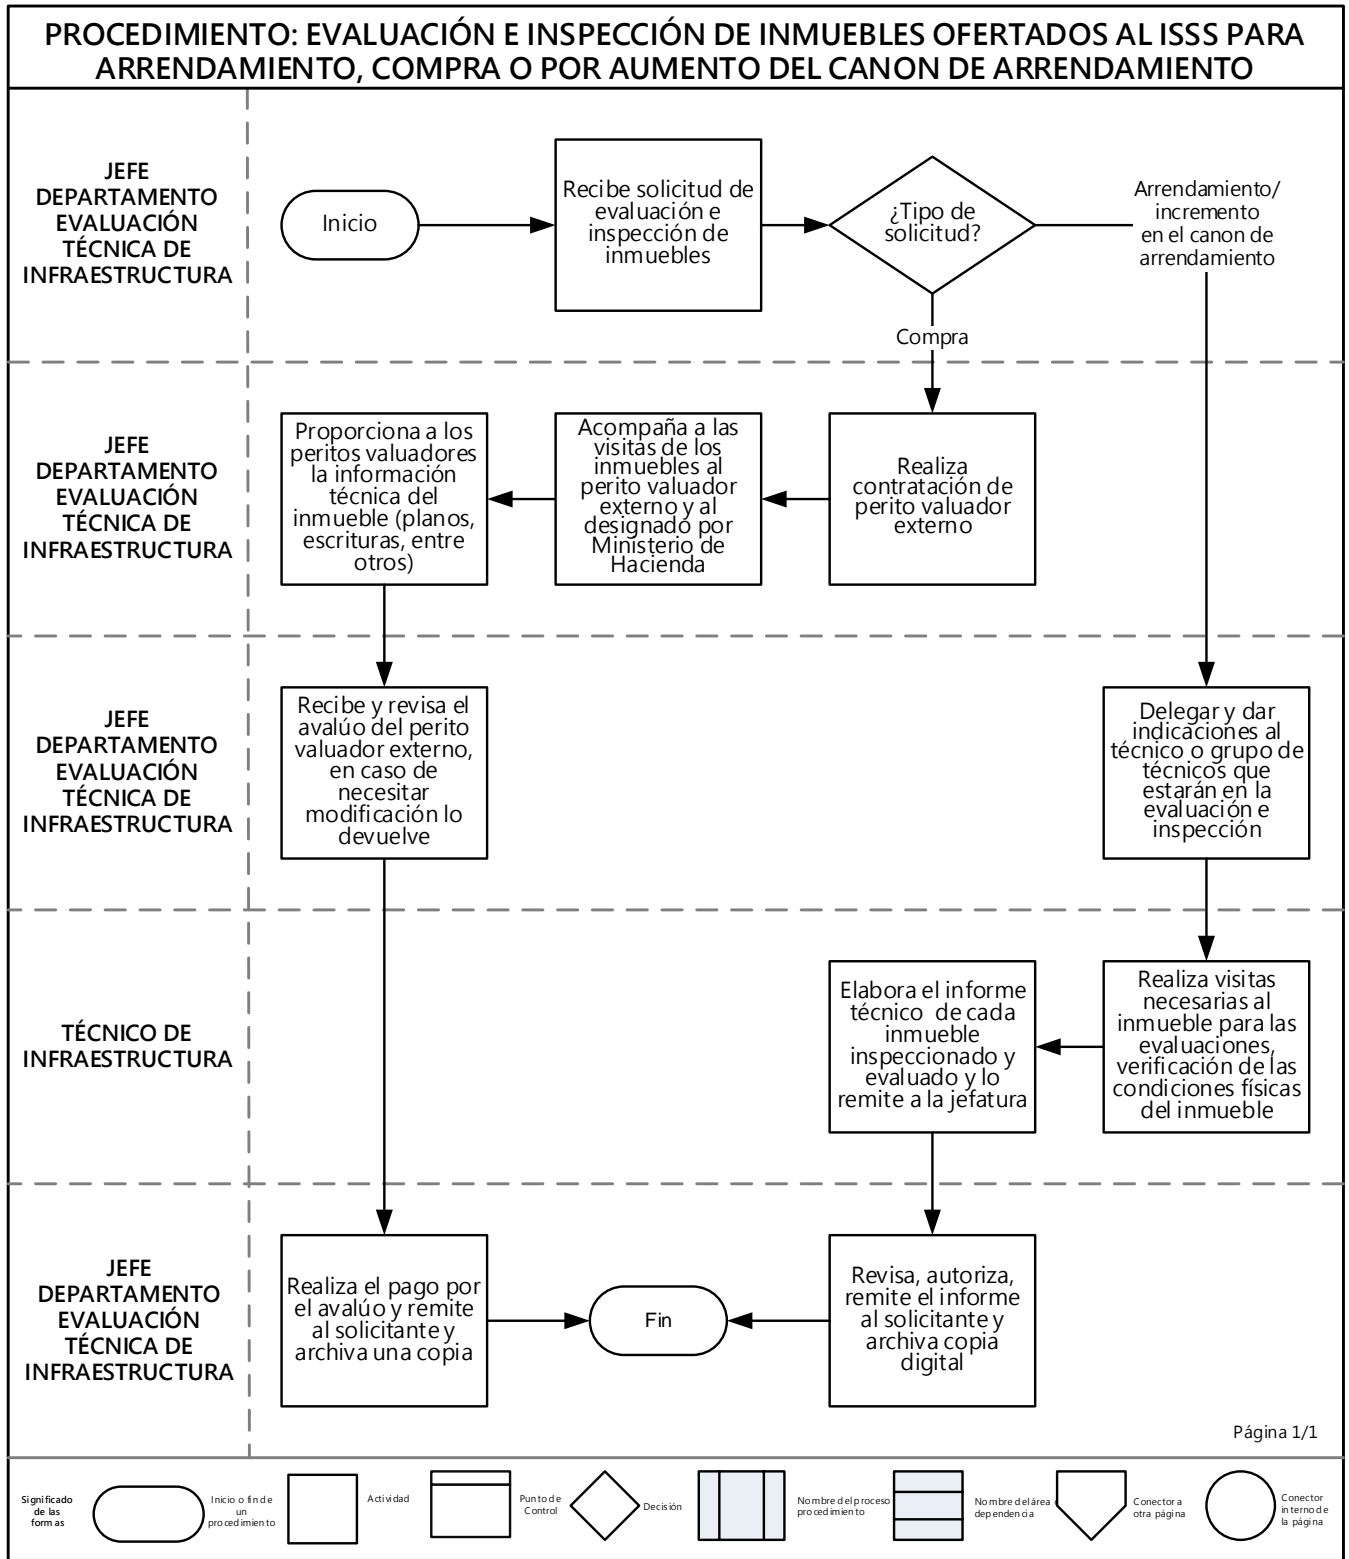 PROCEDIMIENTO: EVALUACIÓN E INSPECCIÓN DE INMUEBLES OFERTADOS AL ISSS PARA
ARRENDAMIENTO, COMPRA O POR AUMENTO DEL CANON DE ARRENDAMIENTO
JEFE
DEPARTAMENTO
EVALUACIÓN
TÉCNICA DE
INFRAESTRUCTURA
Inicio
Recibe solicitud de
evaluación e
inspección de
inmuebles
¿Tipo de
solicitud?
Arrendamiento/
incremento
en el canon de
arrendamiento
Compra
JEFE
DEPARTAMENTO
EVALUACIÓN
TÉCNICA DE
INFRAESTRUCTURA
Proporciona a los
peritos valuadores
la información
técnica del
inmueble (planos,
escrituras, entre
otros)
Acompaña a las
visitas de los
inmuebles al
perito valuador
externo y al
designado por
Ministerio de
Hacienda
Realiza
contratación de
perito valuador
externo
JEFE
DEPARTAMENTO
EVALUACIÓN
TÉCNICA DE
INFRAESTRUCTURA
Recibe y revisa el
avalúo del perito
valuador externo,
en caso de
necesitar
modificación lo
devuelve
Delegar y dar
indicaciones al
técnico o grupo de
técnicos que
estarán en la
evaluación e
inspección
TÉCNICO DE
INFRAESTRUCTURA
Elabora el informe
técnico de cada
inmueble
inspeccionado y
evaluado y lo
remite a la jefatura
Realiza visitas
necesarias al
inmueble para las
evaluaciones,
verificación de las
condiciones físicas
del inmueble
JEFE
DEPARTAMENTO
EVALUACIÓN
TÉCNICA DE
INFRAESTRUCTURA
Realiza el pago por
el avalúo y remite
al solicitante y
archiva una copia
Fin
Revisa, autoriza,
remite el informe
al solicitante y
archiva copia
digital
Página 1/1
Significado
de las
formas
Inicio o fin de
un
procedimiento
Actividad
Punto de
Control
Decisión
Nombre del proceso
procedimiento
Nombre del área
dependencia
Conector a
otra página
Conector
interno de
la página